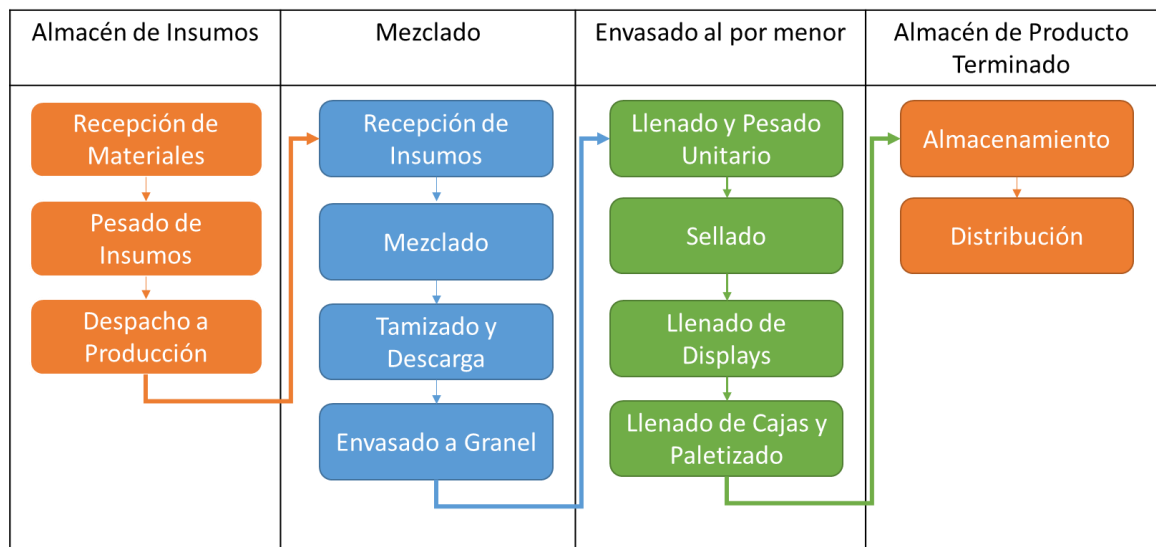 Almacén de Insumos
Mezclado
Envasado al por menor
Almacén de Producto
Terminado
Recepción de
Materiales
Pesado de
Insumos
Despacho a
Producción
Recepción de
Insumos
Mezclado
Tamizado y
Descarga
Envasado a Granel
Llenado y Pesado
Unitario
Sellado
Llenado de
Displays
Llenado de Cajas y
Paletizado
Almacenamiento
Distribución